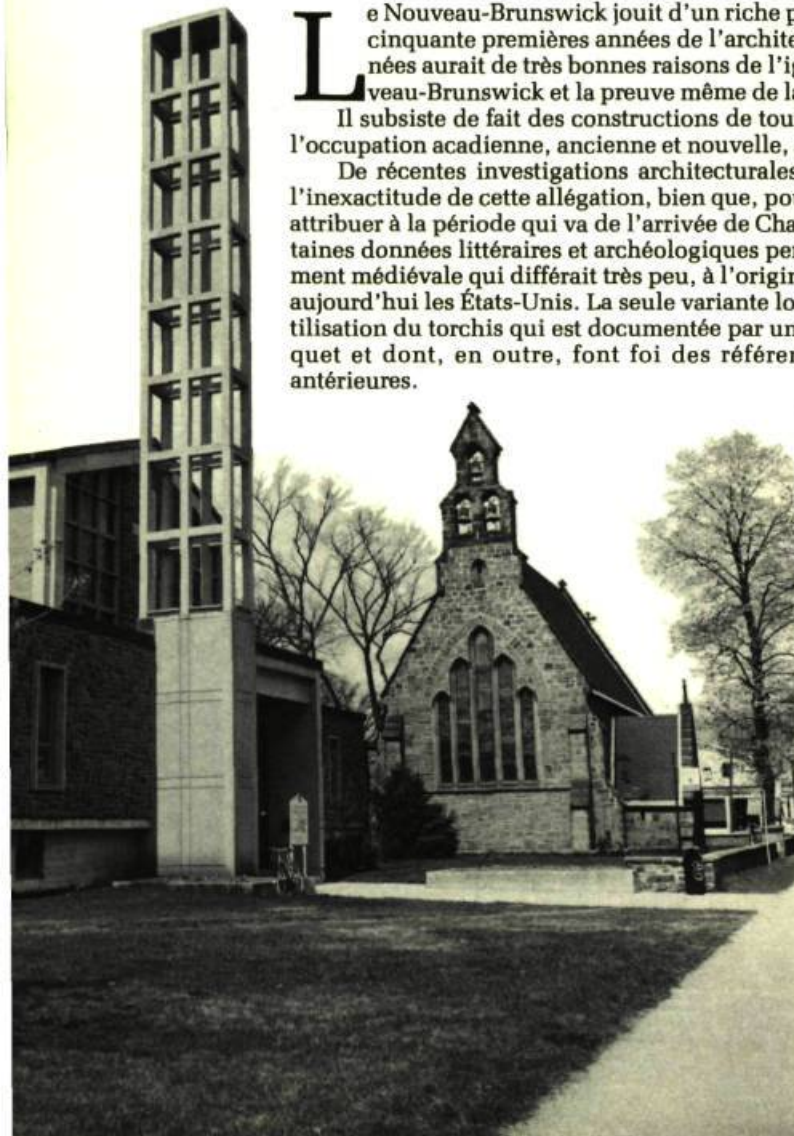 Le Nouveau-Brunswick jouit d'un riche p
cinquante premières années de l'archite
nées aurait de très bonnes raisons de l'ig
veau-Brunswick et la preuve même de la
Il subsiste de fait des constructions de tou
l'occupation acadienne, ancienne et nouvelle,
De récentes investigations architecturales
l'inexactitude de cette allégation, bien que, pou
attribuer à la période qui va de l'arrivée de Cha
taines données littéraires et archéologiques per
ment médiévale qui différait très peu, à l'origin
aujourd'hui les États-Unis. La seule variante lo
tilisation du torchis qui est documentée par un
quet et dont, en outre, font foi des référen
antérieures.